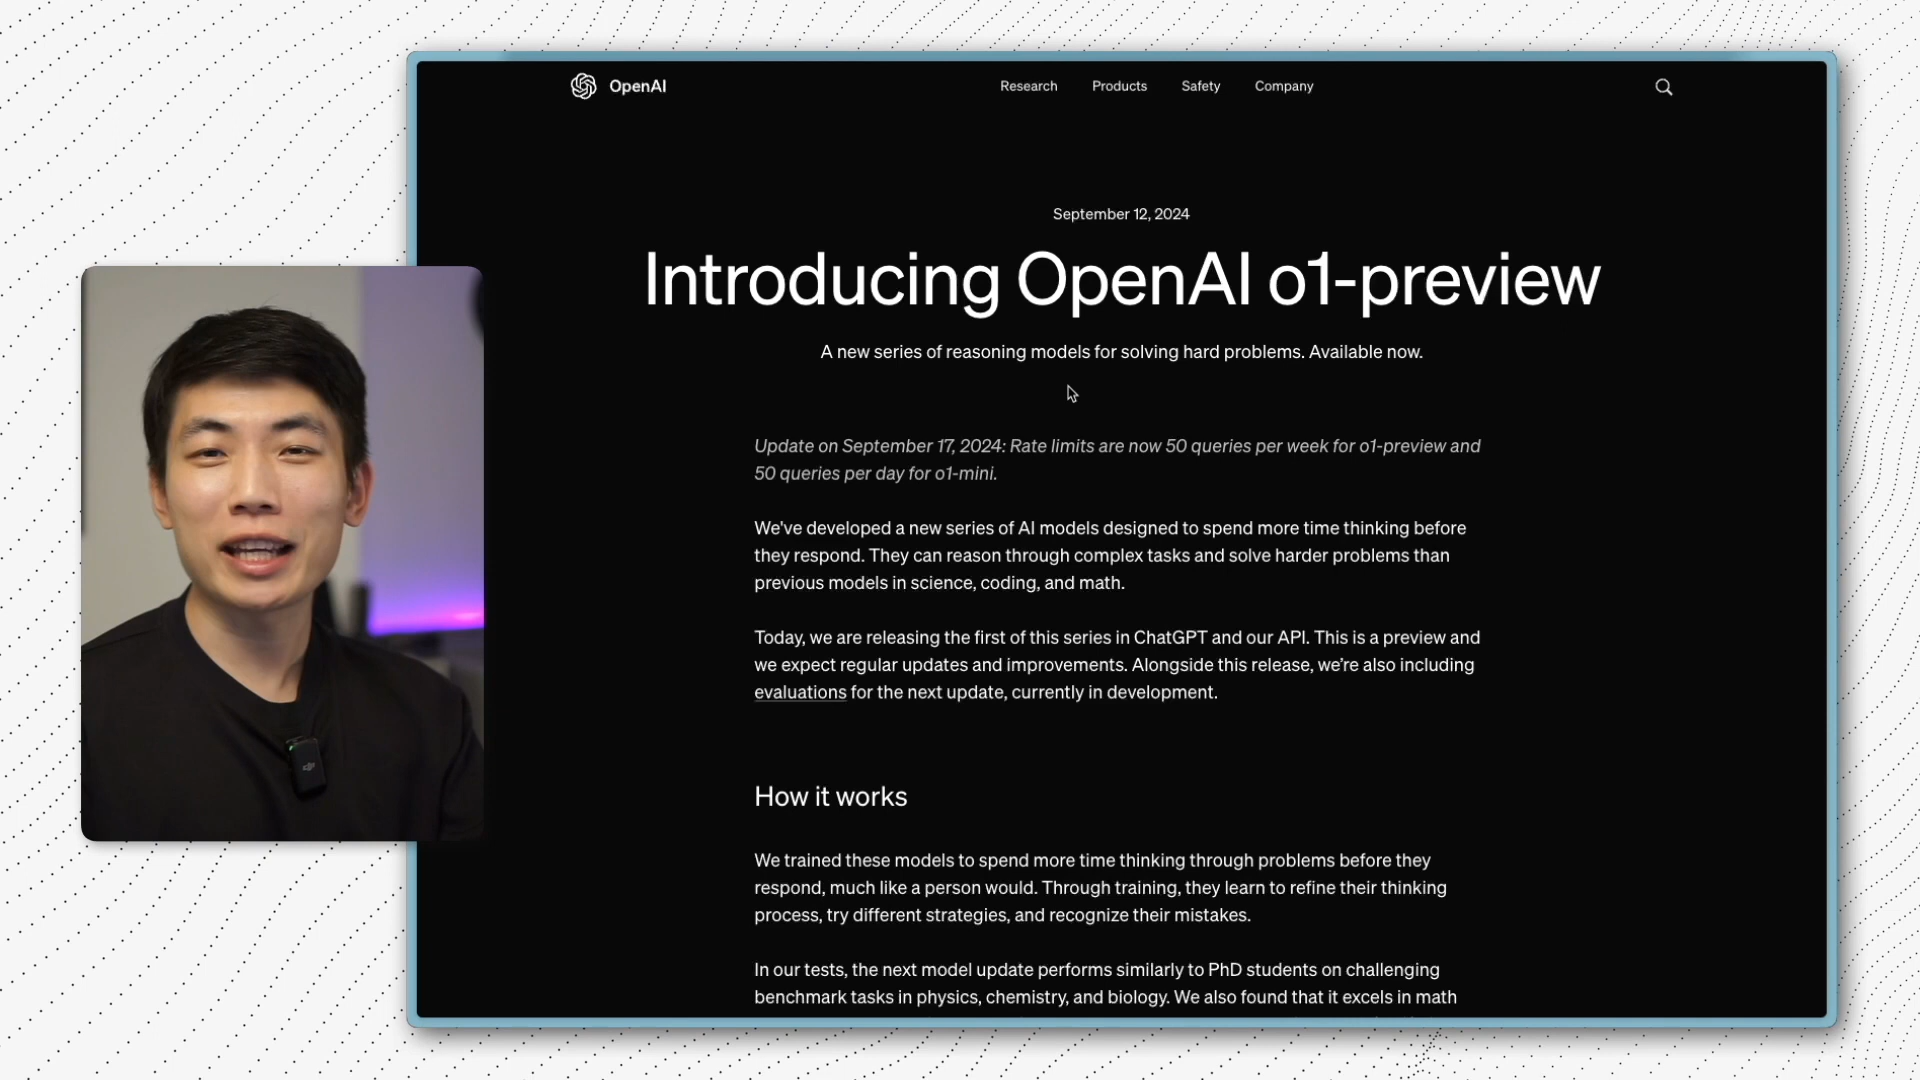 OpenAI
Research Products Safety Company
September 12, 2024
Introducing OpenAI o1-preview
A new series of reasoning models for solving hard problems. Available now.
Update on September 17, 2024: Rate limits are now 50 queries per week for o1-preview and
50 queries per day for o1-mini.
We've developed a new series of AI models designed to spend more time thinking before
they respond. They can reason through complex tasks and solve harder problems than
previous models in science, coding, and math.
Today, we are releasing the first of this series in ChatGPT and our API. This is a preview and
we expect regular updates and improvements. Alongside this release, we’re also including
evaluations for the next update, currently in development.
How it works
We trained these models to spend more time thinking through problems before they
respond, much like a person would. Through training, they learn to refine their thinking
process, try different strategies, and recognize their mistakes.
In our tests, the next model update performs similarly to PhD students on challenging
benchmark tasks in physics, chemistry, and biology. We also found that it excels in math
dji